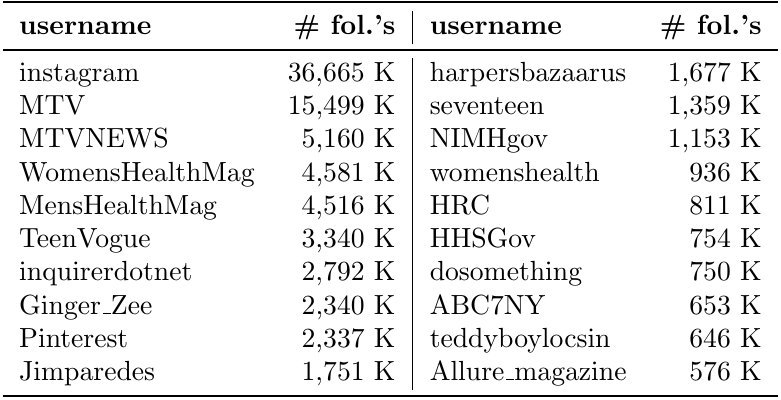 username # fol.'s username # fol.'s
instagram 36,665 K harpersbazaarus 1,677 K
MTV 15,499 K seventeen 1,359 K
MTVNEWS 5,160 K NIMHgov 1,153 K
WomensHealthMag 4,581 K womenshealth 936 K
MensHealthMag 4,516 K HRC 811 K
TeenVogue 3,340 K HHSGov 754 K
inquirerdotnet 2,792 K dosomething 750 K
Ginger_Zee 2,340 K ABC7NY 653 K
Pinterest 2,337 K teddyboylocsin 646 K
Jimparedes 1,751 K Allure_magazine 576 K